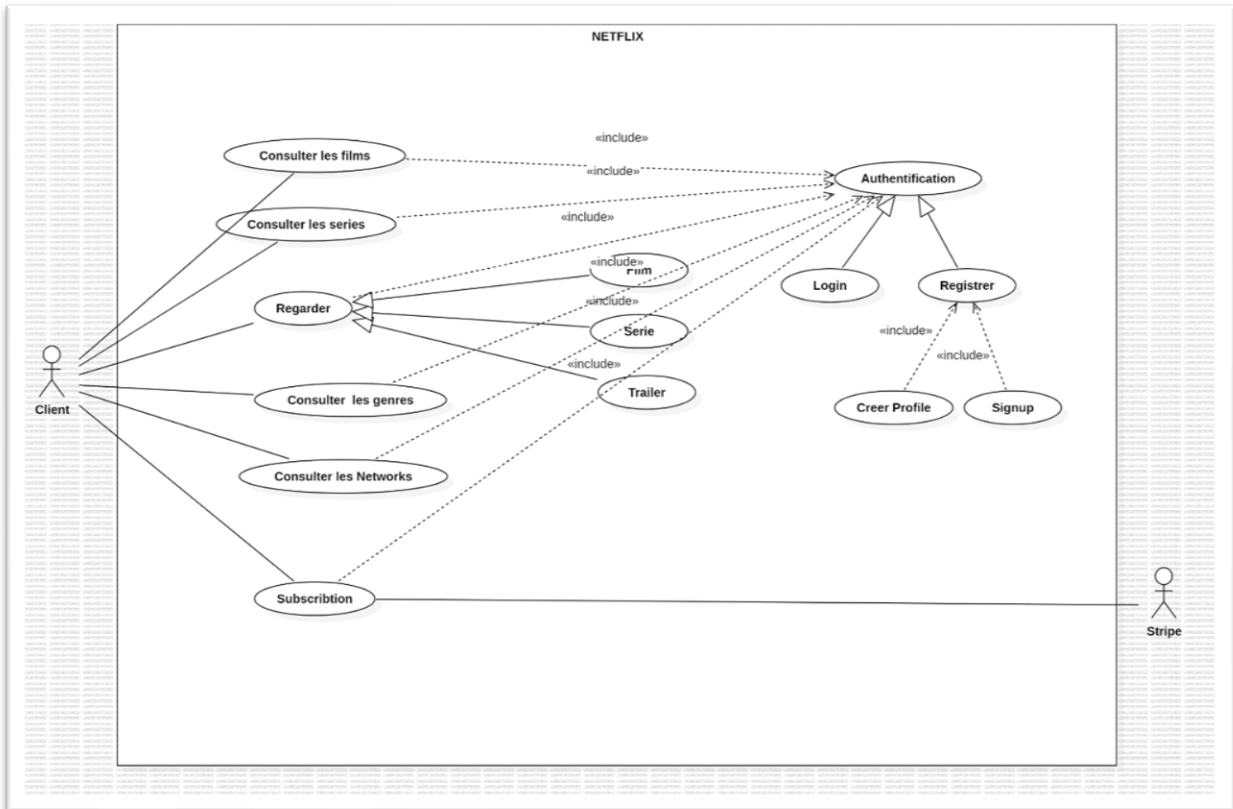 NETFLIX
«include»
Consulter les films
«include»
Authentification
«include»
Consulter les series
«include»
Film
Login
Registrer
«include»
Regarder
Serie
«include»
«include»
«include»
Trailer
Consulter  les genres
Creer Profile
Signup
Client
Consulter les Networks
Subscribtion
Stripe